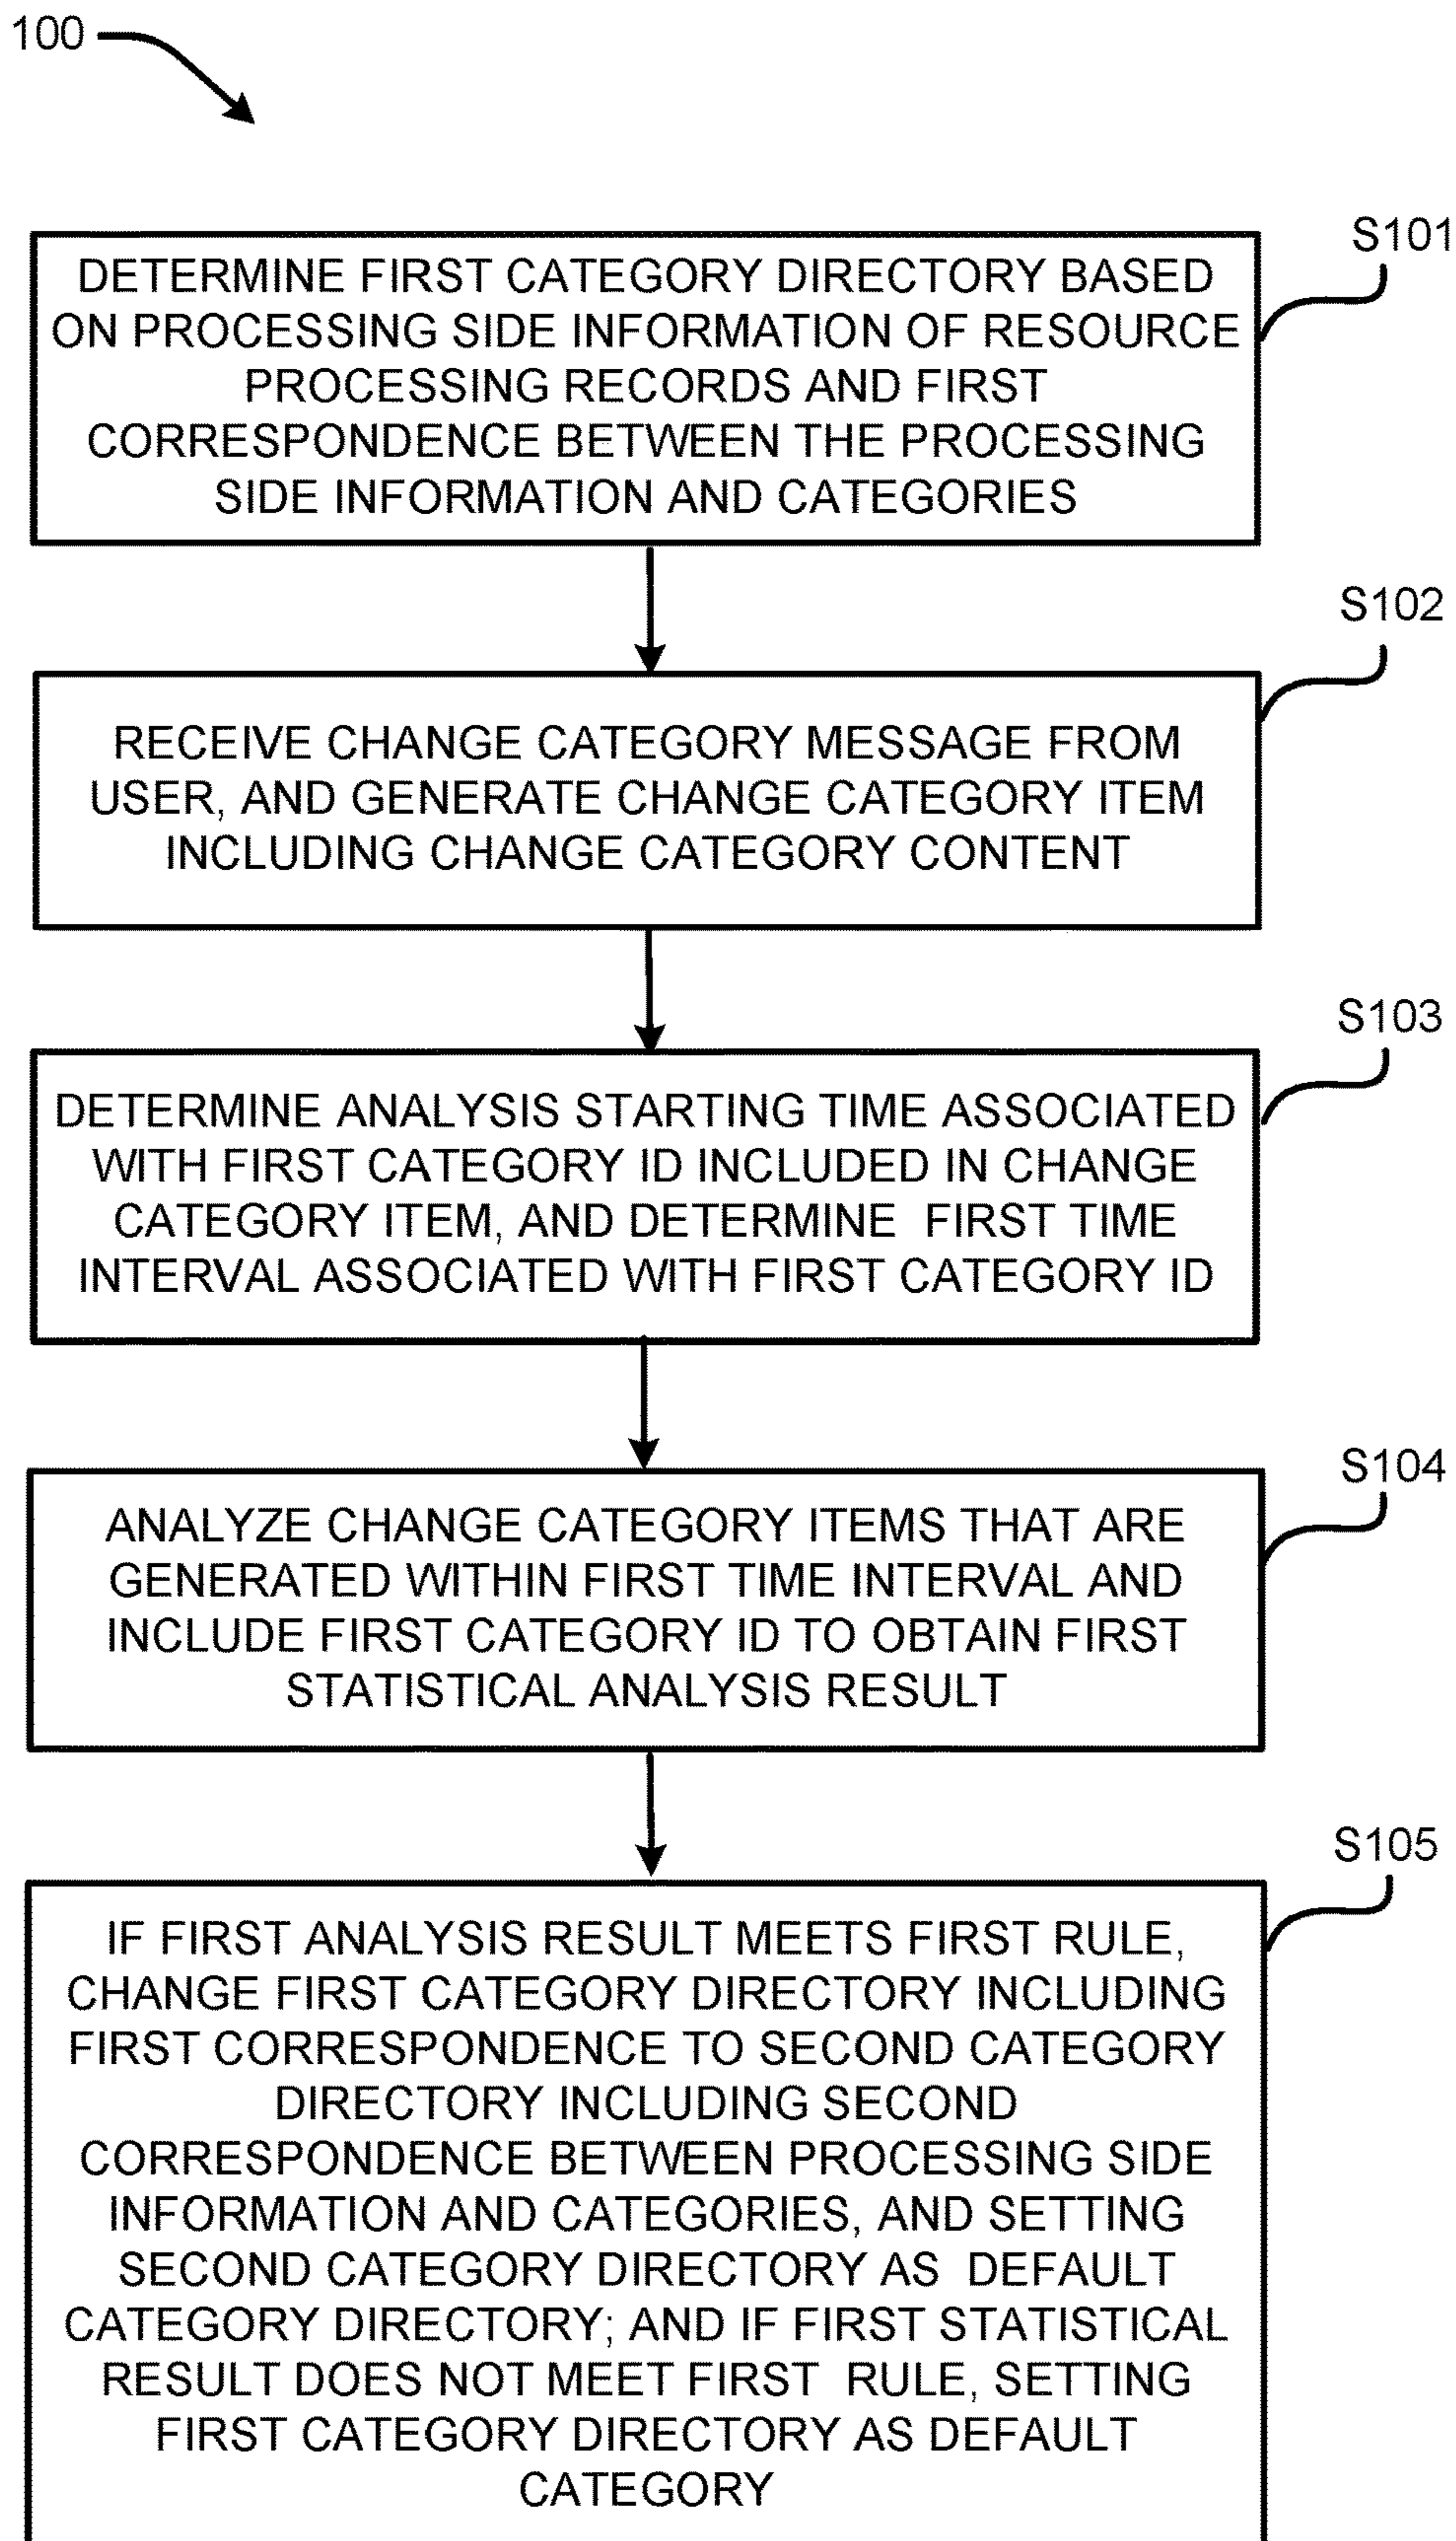 100
S101
DETERMINE FIRST CATEGORY DIRECTORY BASED
ON PROCESSING SIDE INFORMATION OF RESOURCE
PROCESSING RECORDS AND FIRST
CORRESPONDENCE BETWEEN THE PROCESSING
SIDE INFORMATION AND CATEGORIES
S102
RECEIVE CHANGE CATEGORY MESSAGE FROM
USER, AND GENERATE CHANGE CATEGORY ITEM
INCLUDING CHANGE CATEGORY CONTENT
S103
DETERMINE ANALYSIS STARTING TIME ASSOCIATED
WITH FIRST CATEGORY ID INCLUDED IN CHANGE
CATEGORY ITEM, AND DETERMINE FIRST TIME
INTERVAL ASSOCIATED WITH FIRST CATEGORY ID
S104
ANALYZE CHANGE CATEGORY ITEMS THAT ARE
GENERATED WITHIN FIRST TIME INTERVAL AND
INCLUDE FIRST CATEGORY ID TO OBTAIN FIRST
STATISTICAL ANALYSIS RESULT
S105
IF FIRST ANALYSIS RESULT MEETS FIRST RULE,
CHANGE FIRST CATEGORY DIRECTORY INCLUDING
FIRST CORRESPONDENCE TO SECOND CATEGORY
DIRECTORY INCLUDING SECOND
CORRESPONDENCE BETWEEN PROCESSING SIDE
INFORMATION AND CATEGORIES, AND SETTING
SECOND CATEGORY DIRECTORY AS DEFAULT
CATEGORY DIRECTORY; AND IF FIRST STATISTICAL
RESULT DOES NOT MEET FIRST RULE, SETTING
FIRST CATEGORY DIRECTORY AS DEFAULT
CATEGORY